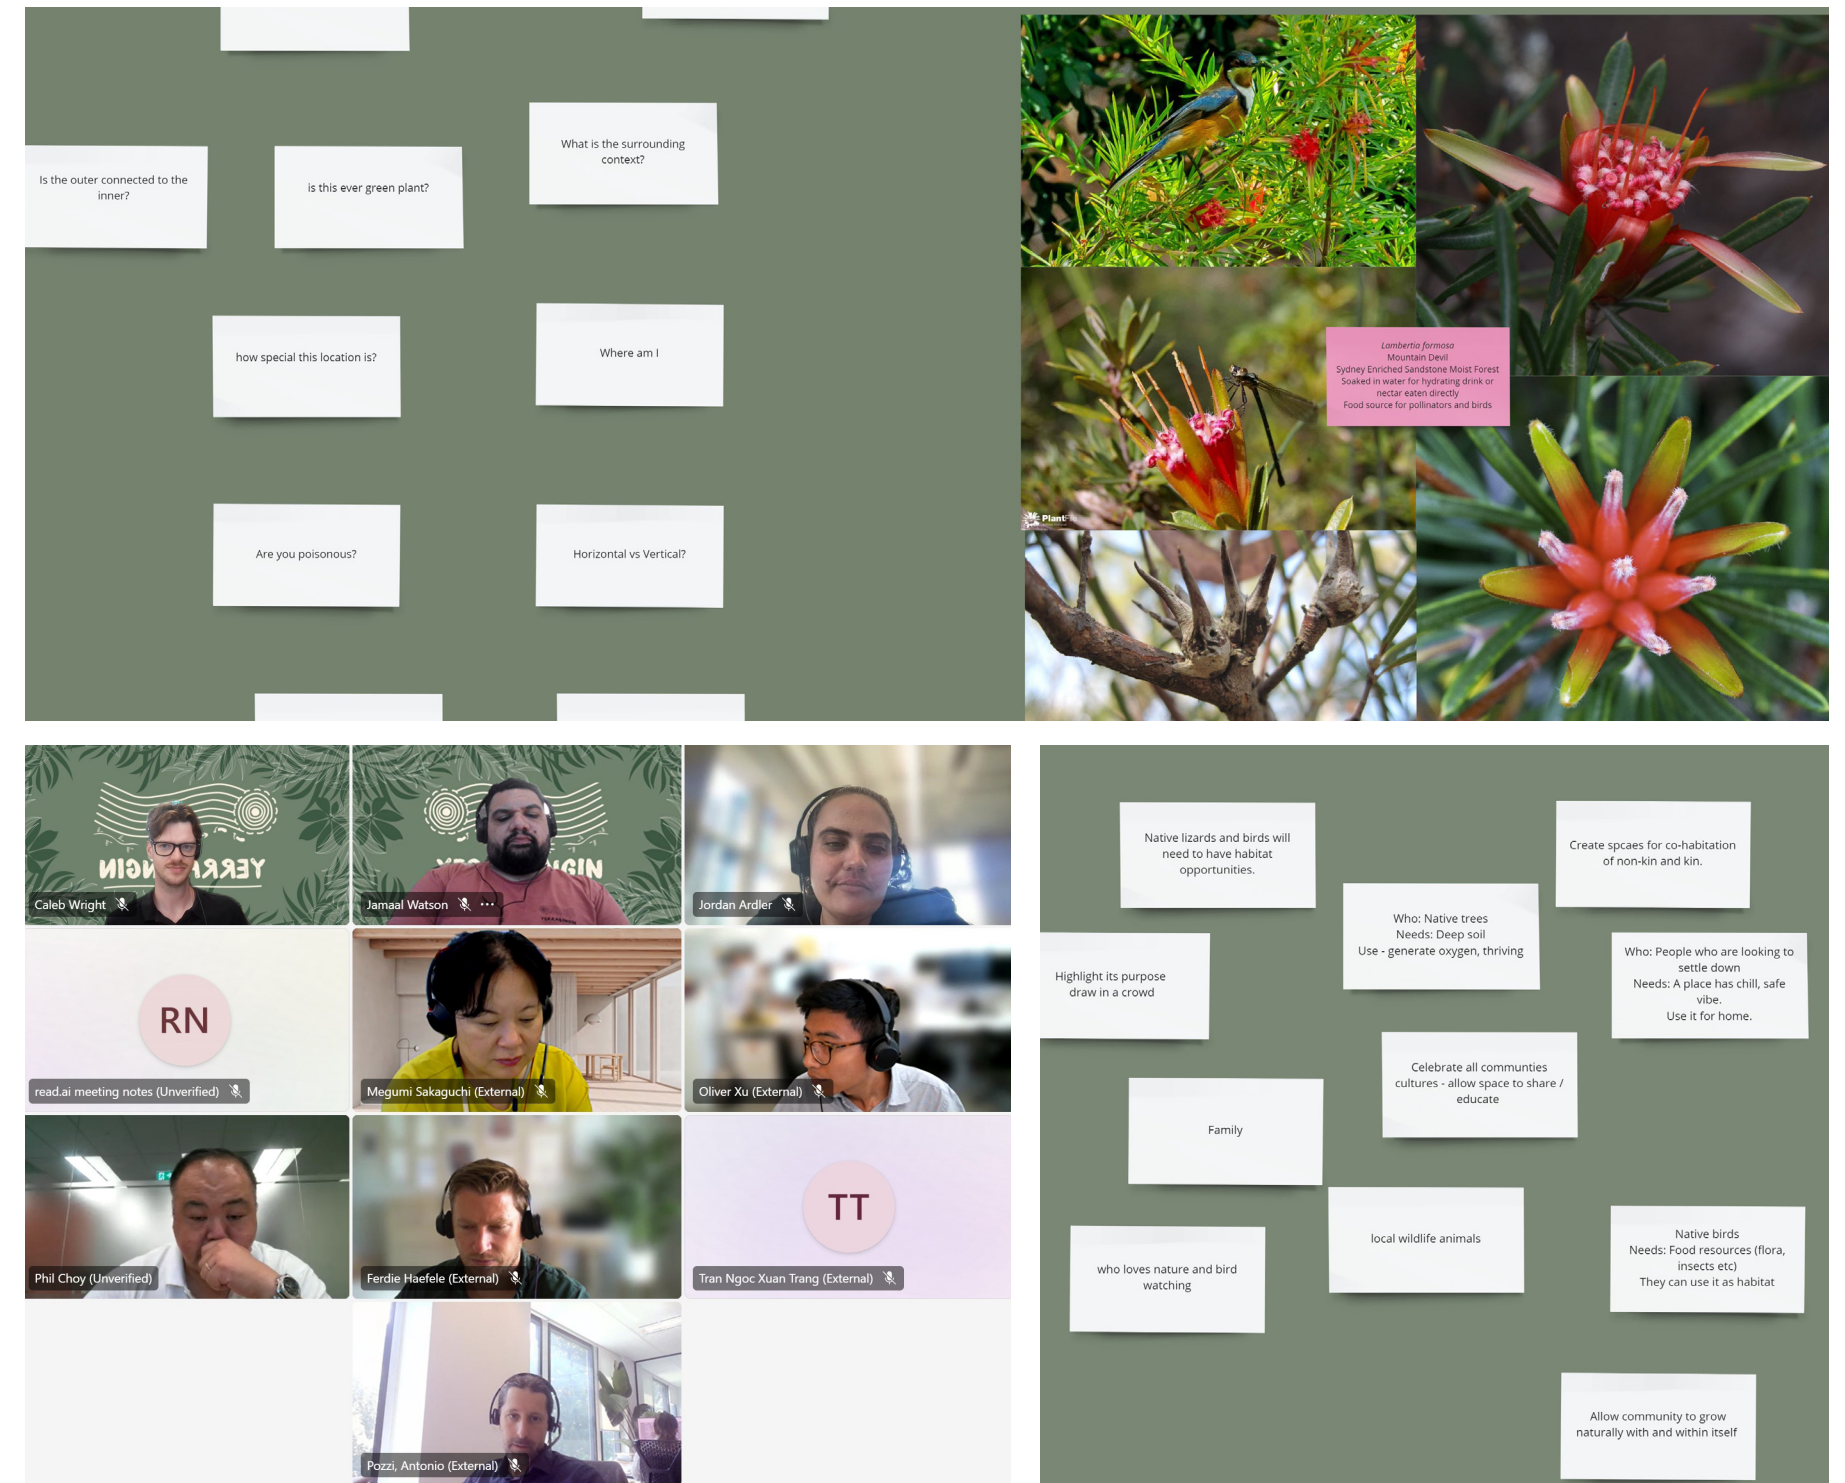 What is the surrounding
context?
Is the outer connected to the
inner?
is this ever green plant?
how special this location is?
Where am I
Are you poisonous?
Horizontal vs Vertical?
Lambertia formosa
Mountain Devil
Sydney Enriched Sandstone Moist Forest
Soaked in water for hydrating drink or
nectar eaten directly
Food source for pollinators and birds
Caleb Wright
Jamaal Watson
Jordan Ardler
RN
read.ai meeting notes (Unverified)
Megumi Sakaguchi (External)
Oliver Xu (External)
Phil Choy (Unverified)
Ferdie Haefele (External)
TT
Tran Ngoc Xuan Trang (External)
Pozzi, Antonio (External)
Native lizards and birds will
need to have habitat
opportunities.
Create spcaes for co-habitation
of non-kin and kin.
Who: Native trees
Needs: Deep soil
Use - generate oxygen, thriving
Highlight its purpose
draw in a crowd
Who: People who are looking to
settle down
Needs: A place has chill, safe
vibe.
Use it for home.
Celebrate all communties
cultures - allow space to share /
educate
Family
local wildlife animals
who loves nature and bird
watching
Native birds
Needs: Food resources (flora,
insects etc)
They can use it as habitat
Allow community to grow
naturally with and within itself